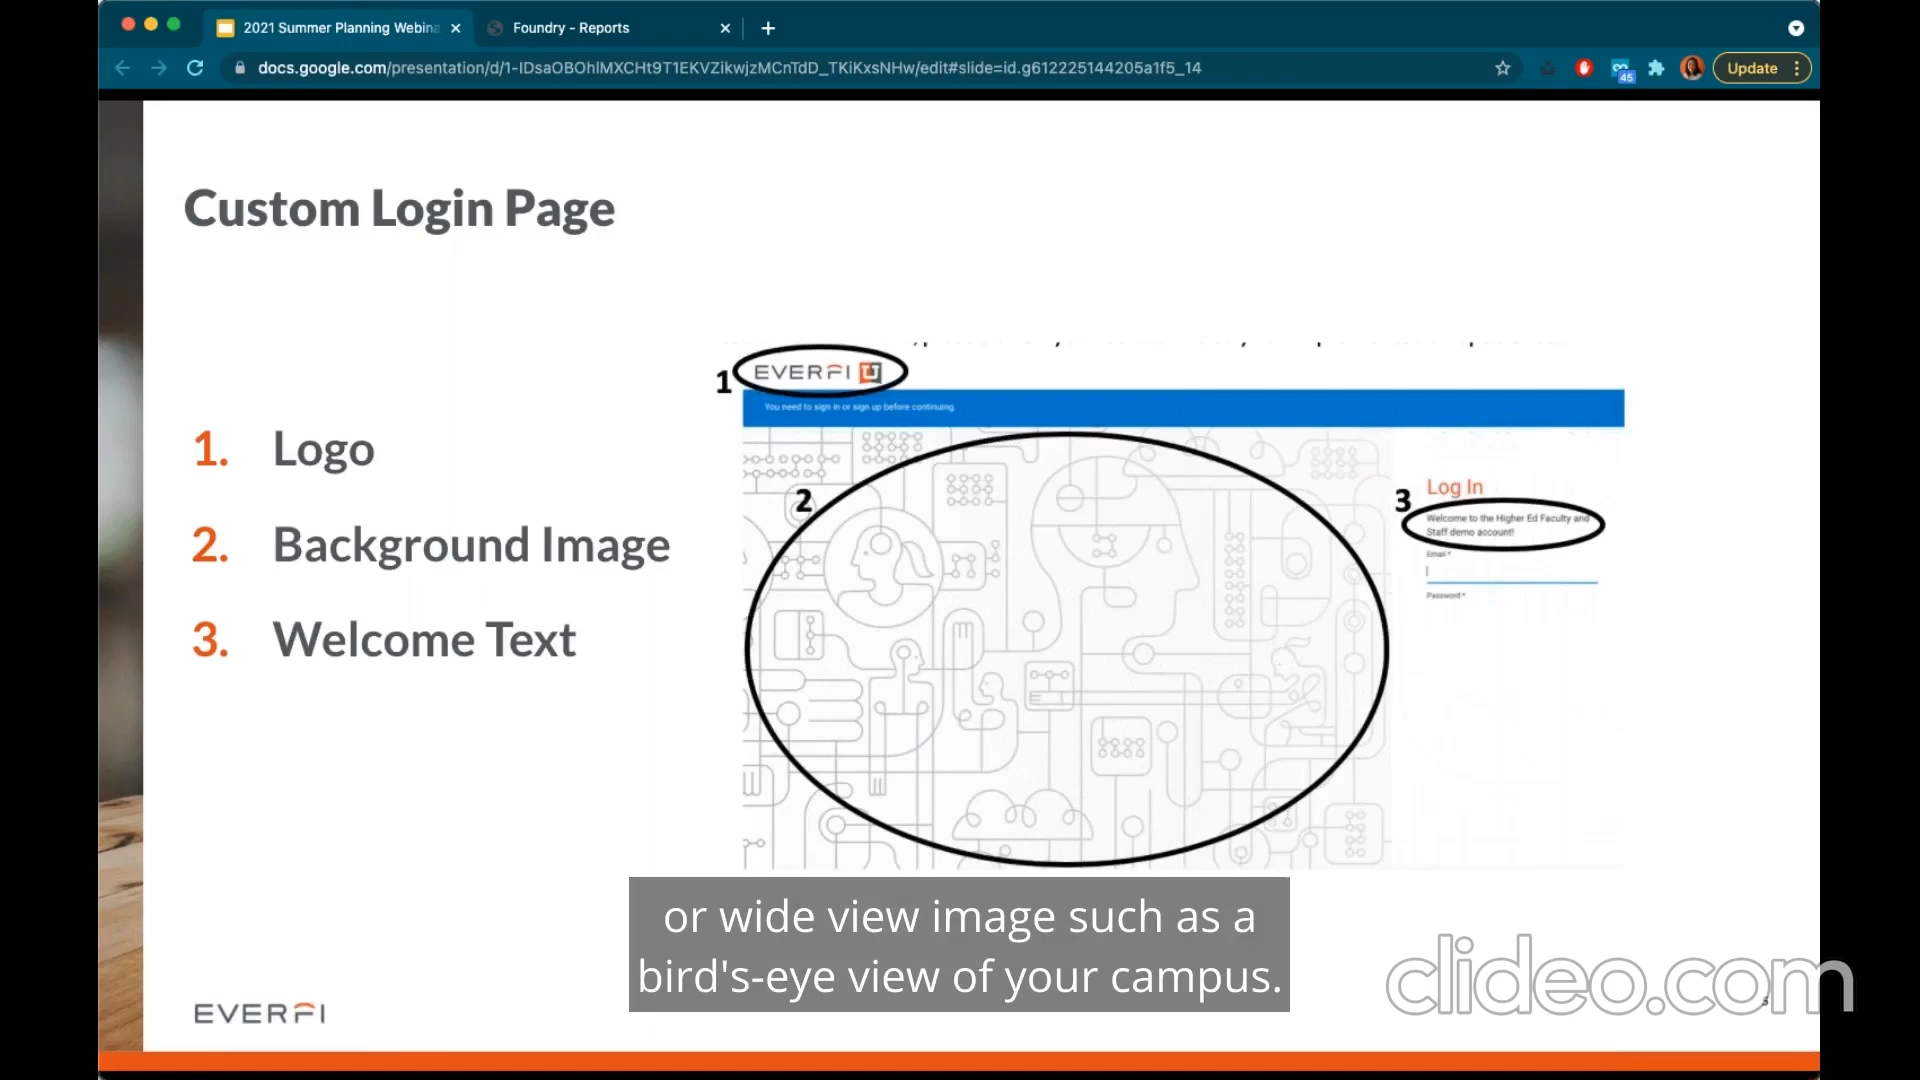 2021 Summer Planning Webina
Foundry - Reports
docs.google.com/presentation/d/1-IDsaOBOhlMXCHt9T1EKVZikwjzMCnTdD_TKiKxsNHw/edit#slide=id.g612225144205a1f5_14
45
Update
Custom Login Page
1. Logo
2. Background Image
3. Welcome Text
1
EVERFI U
You need to sign in or sign up before continuing.
2
3
Log In
Welcome to the Higher Ed Faculty and
Staff demo account!
Email *
Password *
or wide view image such as a
bird's-eye view of your campus.
EVERFI
clideo.com